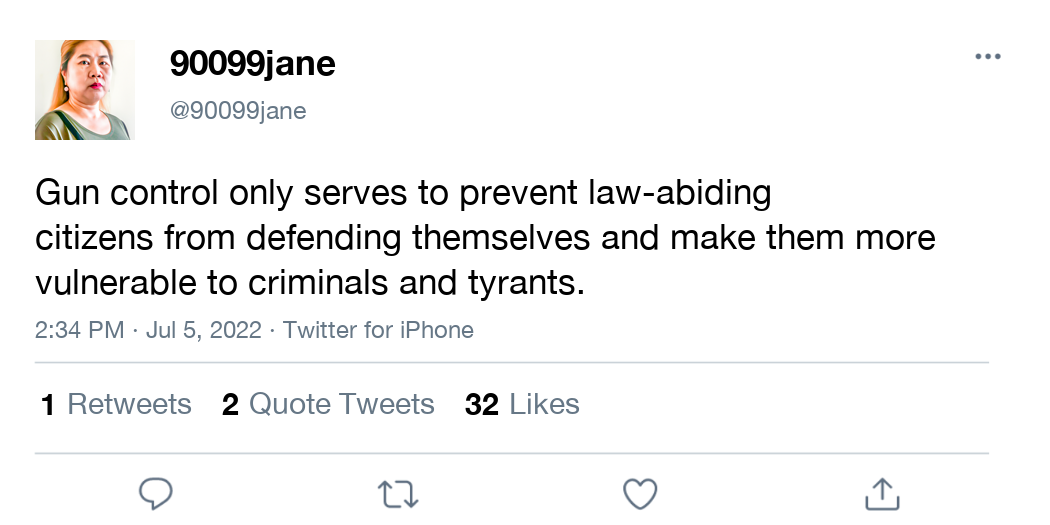 90099jane
@90099jane
Gun control only serves to prevent law-abiding
citizens from defending themselves and make them more
vulnerable to criminals and tyrants.
2:34 PM · Jul 5, 2022 · Twitter for iPhone
1 Retweets 2 Quote Tweets 32 Likes